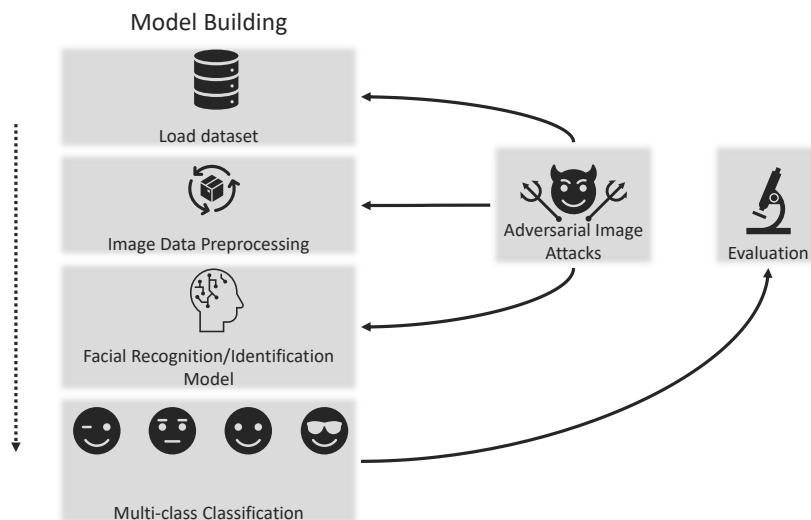 Model Building
Load dataset
Image Data Preprocessing
Facial Recognition/Identification
Model
Multi-class Classification
Adversarial Image
Attacks
Evaluation